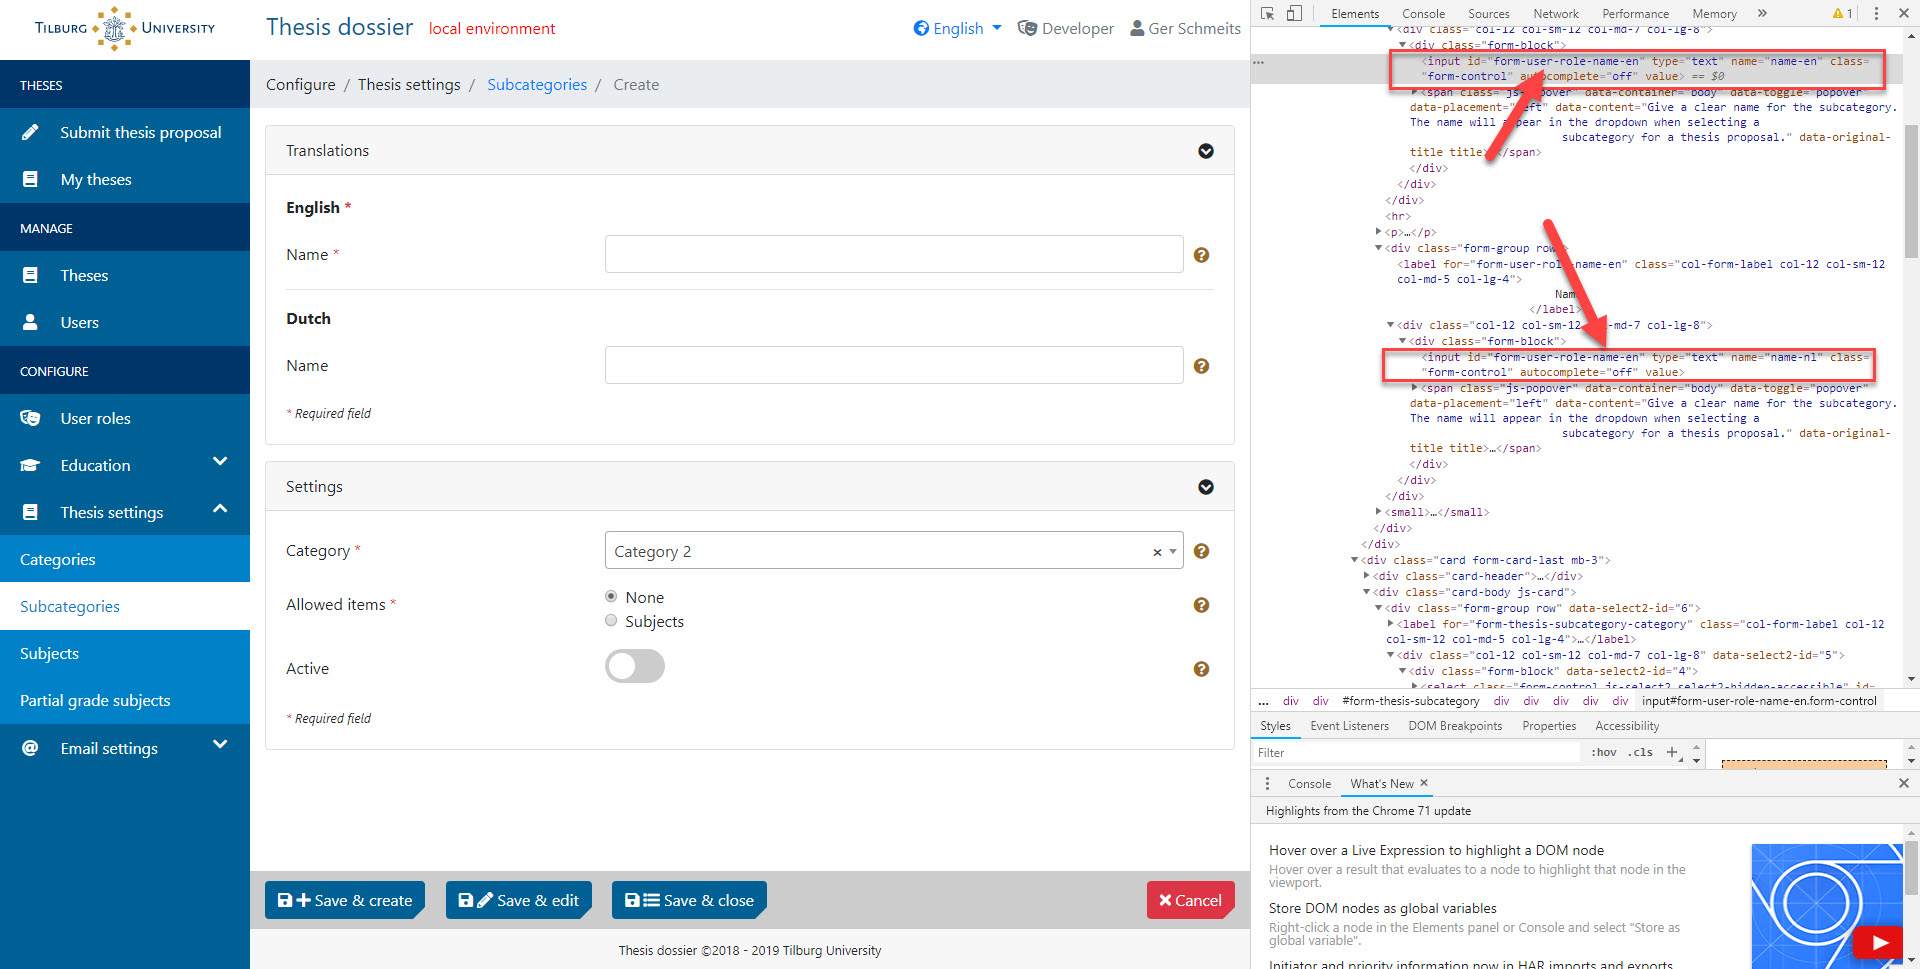 TILBURG UNIVERSITY
Thesis dossier local environment
English Developer Ger Schmeits
THESES
Submit thesis proposal
My theses
MANAGE
Theses
Users
CONFIGURE
User roles
Education
Thesis settings
Categories
Subcategories
Subjects
Partial grade subjects
Email settings
Configure / Thesis settings / Subcategories / Create
Translations
English *
Name *
Dutch
Name
* Required field
Settings
Category * Category 2 × 
Allowed items * None
Subjects
Active
* Required field
Save & create Save & edit Save & close Cancel
Thesis dossier ©2018 - 2019 Tilburg University
Elements Console Sources Network Performance Memory » 1
<div class="col-12 col-sm-12 col-md-7 col-lg-8">
<div class="form-block">
<input id="form-user-role-name-en" type="text" name="name-en" class=
"form-control" autocomplete="off" value> == $0
<span class="js-popover" data-container="body" data-toggle="popover"
data-placement="left" data-content="Give a clear name for the subcategory.
The name will appear in the dropdown when selecting a
subcategory for a thesis proposal." data-original-
title title>…</span>
</div>
</div>
</div>
<hr>
<p>…</p>
<div class="form-group row">
<label for="form-user-role-name-en" class="col-form-label col-12 col-sm-12
col-md-5 col-lg-4">
Name
</label>
<div class="col-12 col-sm-12 col-md-7 col-lg-8">
<div class="form-block">
<input id="form-user-role-name-en" type="text" name="name-nl" class=
"form-control" autocomplete="off" value>
<span class="js-popover" data-container="body" data-toggle="popover"
data-placement="left" data-content="Give a clear name for the subcategory.
The name will appear in the dropdown when selecting a
subcategory for a thesis proposal." data-original-
title title>…</span>
</div>
</div>
</div>
<small>…</small>
</div>
</div>
<div class="card form-card-last mb-3">
<div class="card-header">…</div>
<div class="card-body js-card">
<div class="form-group row" data-select2-id="6">
<label for="form-thesis-subcategory-category" class="col-form-label col-12
col-sm-12 col-md-5 col-lg-4">…</label>
<div class="col-12 col-sm-12 col-md-7 col-lg-8" data-select2-id="5">
<div class="form-block" data-select2-id="4">
<select class="form-control js-select2 select2-hidden-accessible" id=
... div div #form-thesis-subcategory div div div div div input#form-user-role-name-en.form-control
Styles Event Listeners DOM Breakpoints Properties Accessibility
Filter :hov .cls +
Console What's New ×
Highlights from the Chrome 71 update
Hover over a Live Expression to highlight a DOM node
Hover over a result that evaluates to a node to highlight that node in the
viewport.
Store DOM nodes as global variables
Right-click a node in the Elements panel or Console and select "Store as
global variable".
Initiator and priority information now in HAR imports and exports